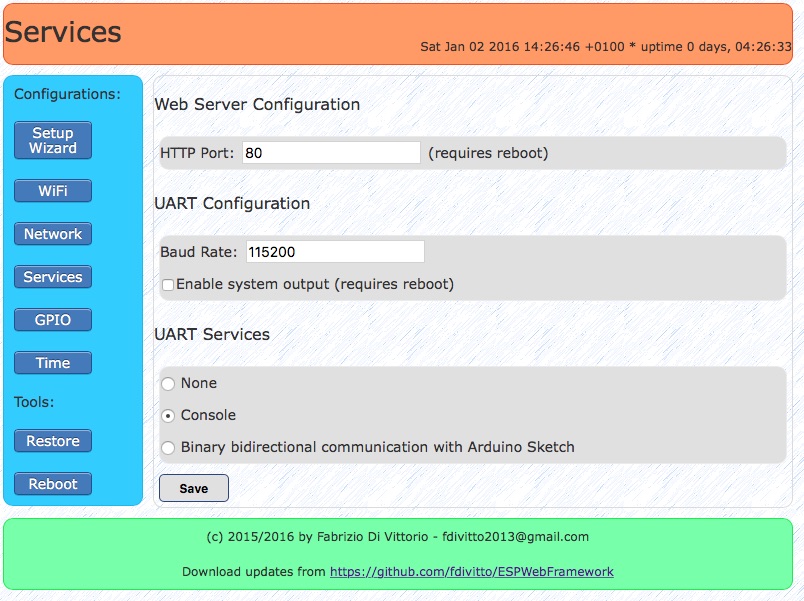 Services
Sat Jan 02 2016 14:26:46 +0100 * uptime 0 days, 04:26:33
Configurations:
Setup
Wizard
WiFi
Network
Services
GPIO
Time
Tools:
Restore
Reboot
Web Server Configuration
HTTP Port: 80 (requires reboot)
UART Configuration
Baud Rate: 115200
Enable system output (requires reboot)
UART Services
None
Console
Binary bidirectional communication with Arduino Sketch
Save
(c) 2015/2016 by Fabrizio Di Vittorio - fdivitto2013@gmail.com
Download updates from https://github.com/fdivitto/ESPWebFramework